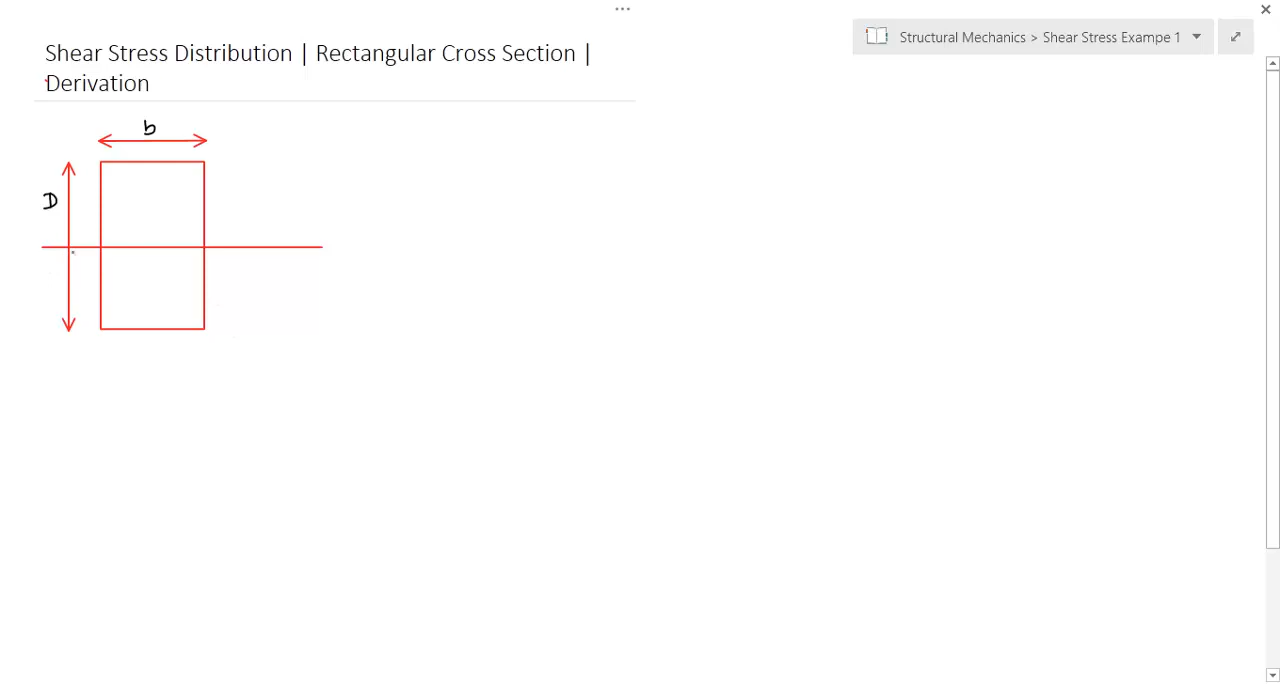 Structural Mechanics > Shear Stress Exampe 1
Shear Stress Distribution | Rectangular Cross Section |
Derivation
b
D